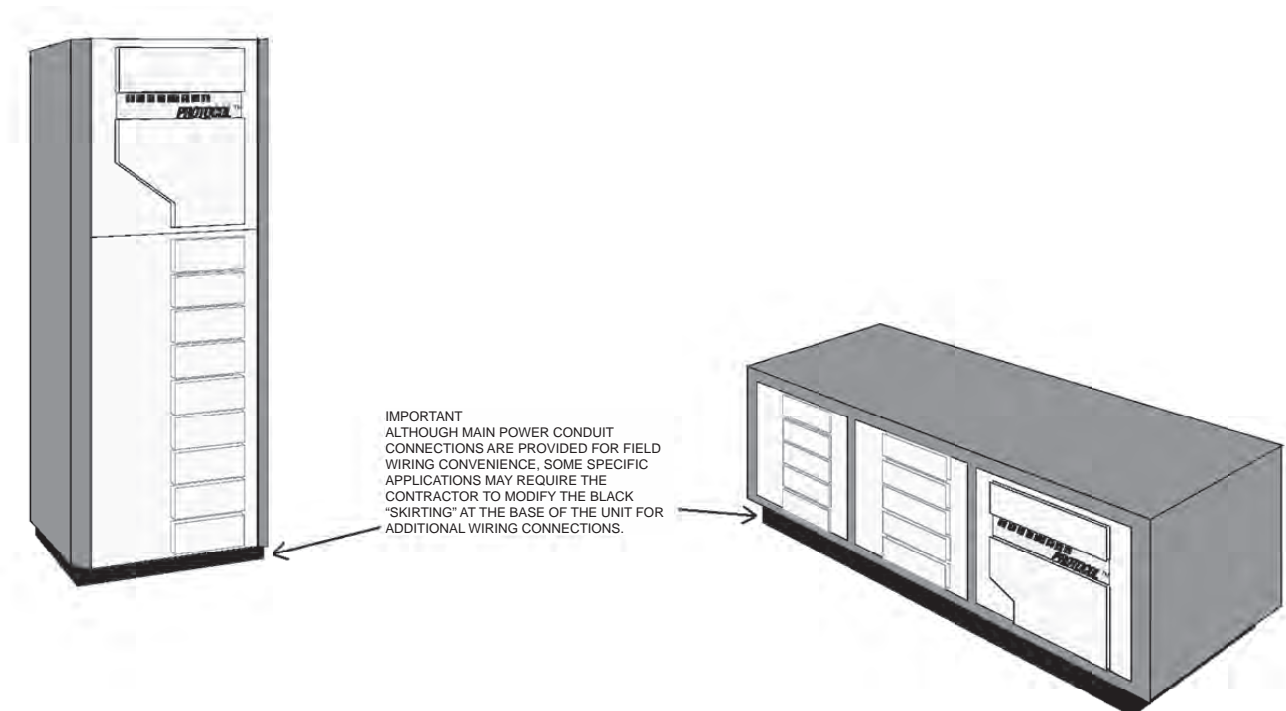 PROTOCOL™
IMPORTANT
ALTHOUGH MAIN POWER CONDUIT
CONNECTIONS ARE PROVIDED FOR FIELD
WIRING CONVENIENCE, SOME SPECIFIC
APPLICATIONS MAY REQUIRE THE
CONTRACTOR TO MODIFY THE BLACK
“SKIRTING” AT THE BASE OF THE UNIT FOR
ADDITIONAL WIRING CONNECTIONS.
PROTOCOL™